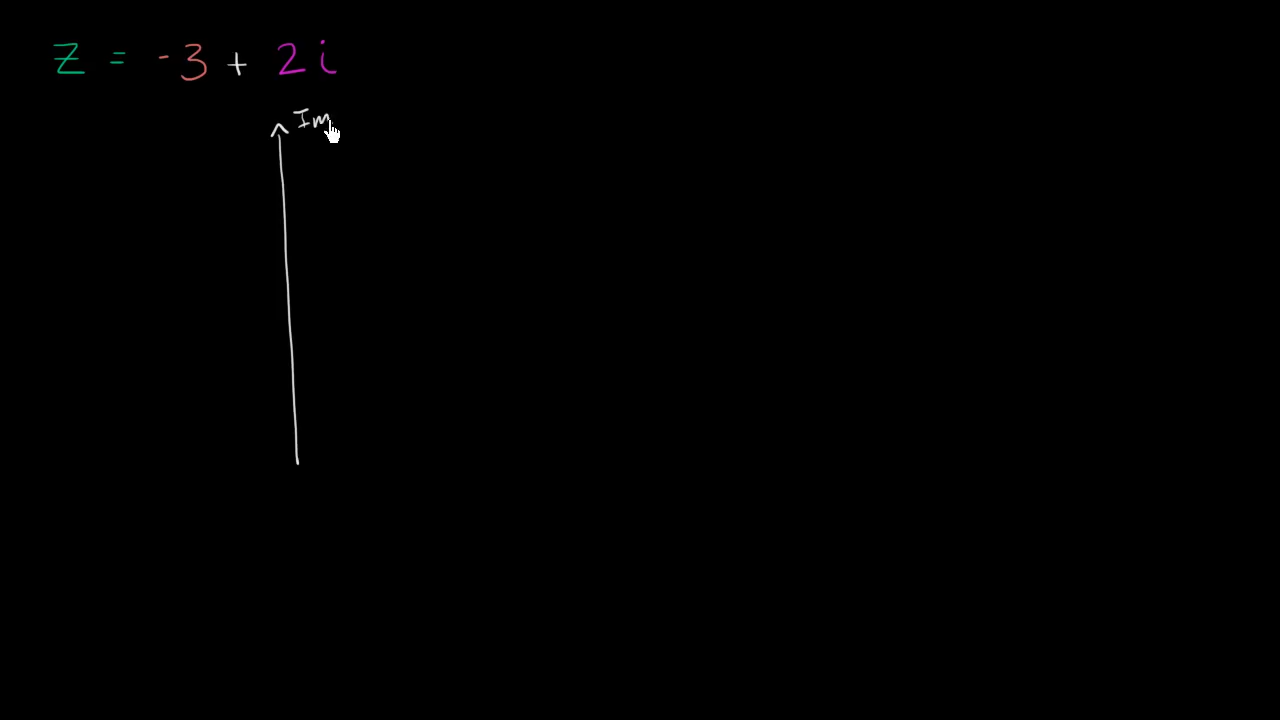 z = -3 + 2i
Im